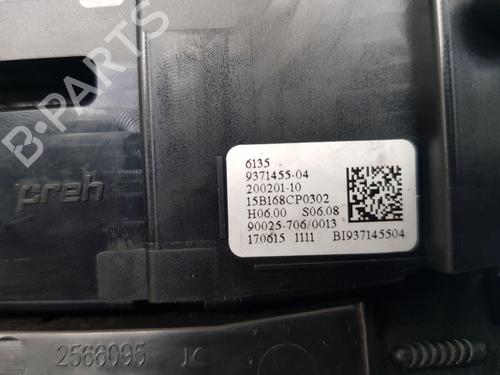 B-PARTS
preh
6135
9371455-04
200201-10
15B168CP0302
H06.00 S06.08
90025-706/0013
170615 1111 BI937145504
2566095 JC